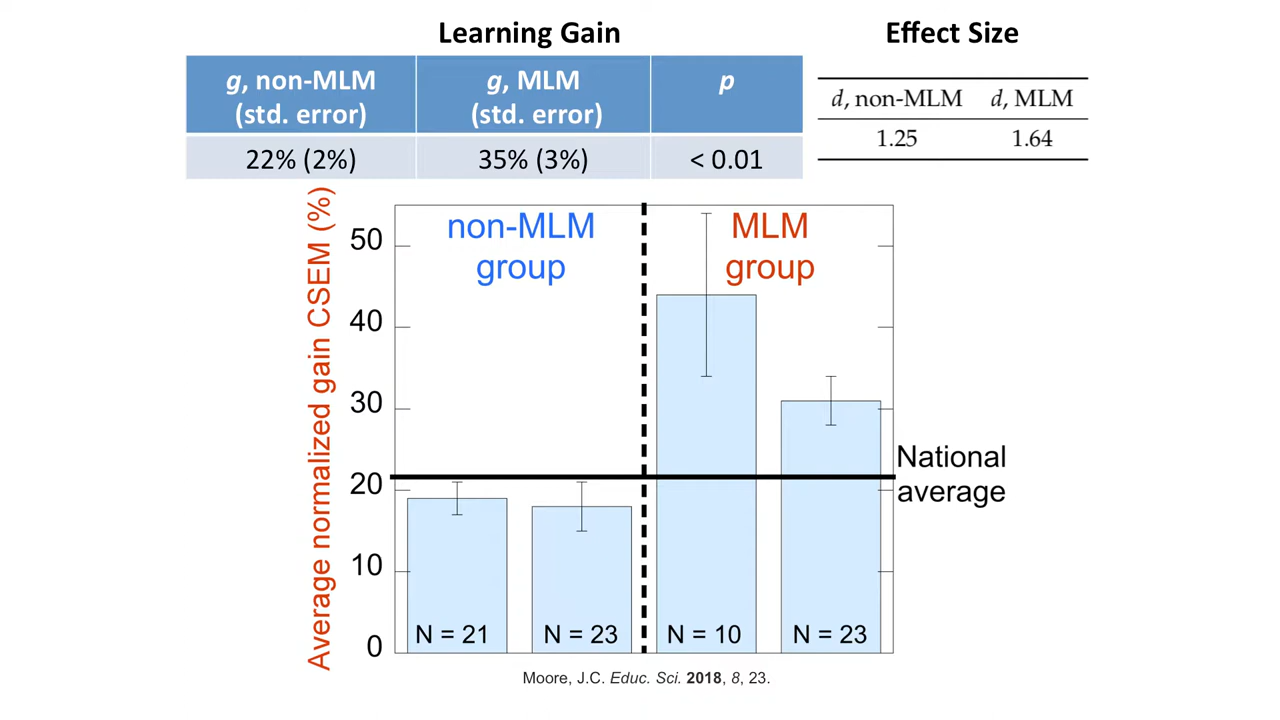 Learning Gain
Effect Size
g, non-MLM
(std. error)
g, MLM
(std. error)
p
22% (2%)
35% (3%)
< 0.01
d, non-MLM
d, MLM
1.25
1.64
Average normalized gain CSEM (%)
50
40
30
20
10
0
non-MLM
group
MLM
group
National
average
N = 21
N = 23
N = 10
N = 23
Moore, J.C. Educ. Sci. 2018, 8, 23.